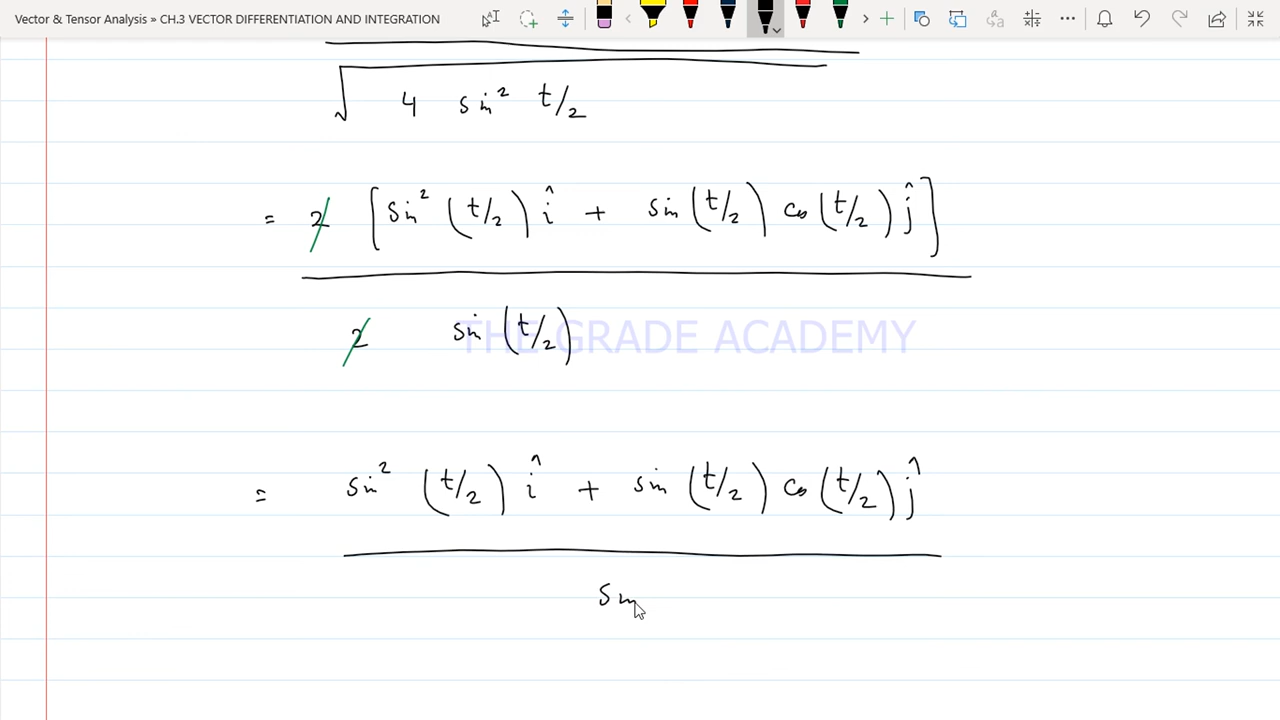 Vector & Tensor Analysis » CH.3 VECTOR DIFFERENTIATION AND INTEGRATION
√ 4 sin² t/2
= 2 [sin² (t/2) î + sin (t/2) cos (t/2) ĵ]
2 sin (t/2)
THE GRADE ACADEMY
= sin² (t/2) î + sin (t/2) cos (t/2) ĵ
sin